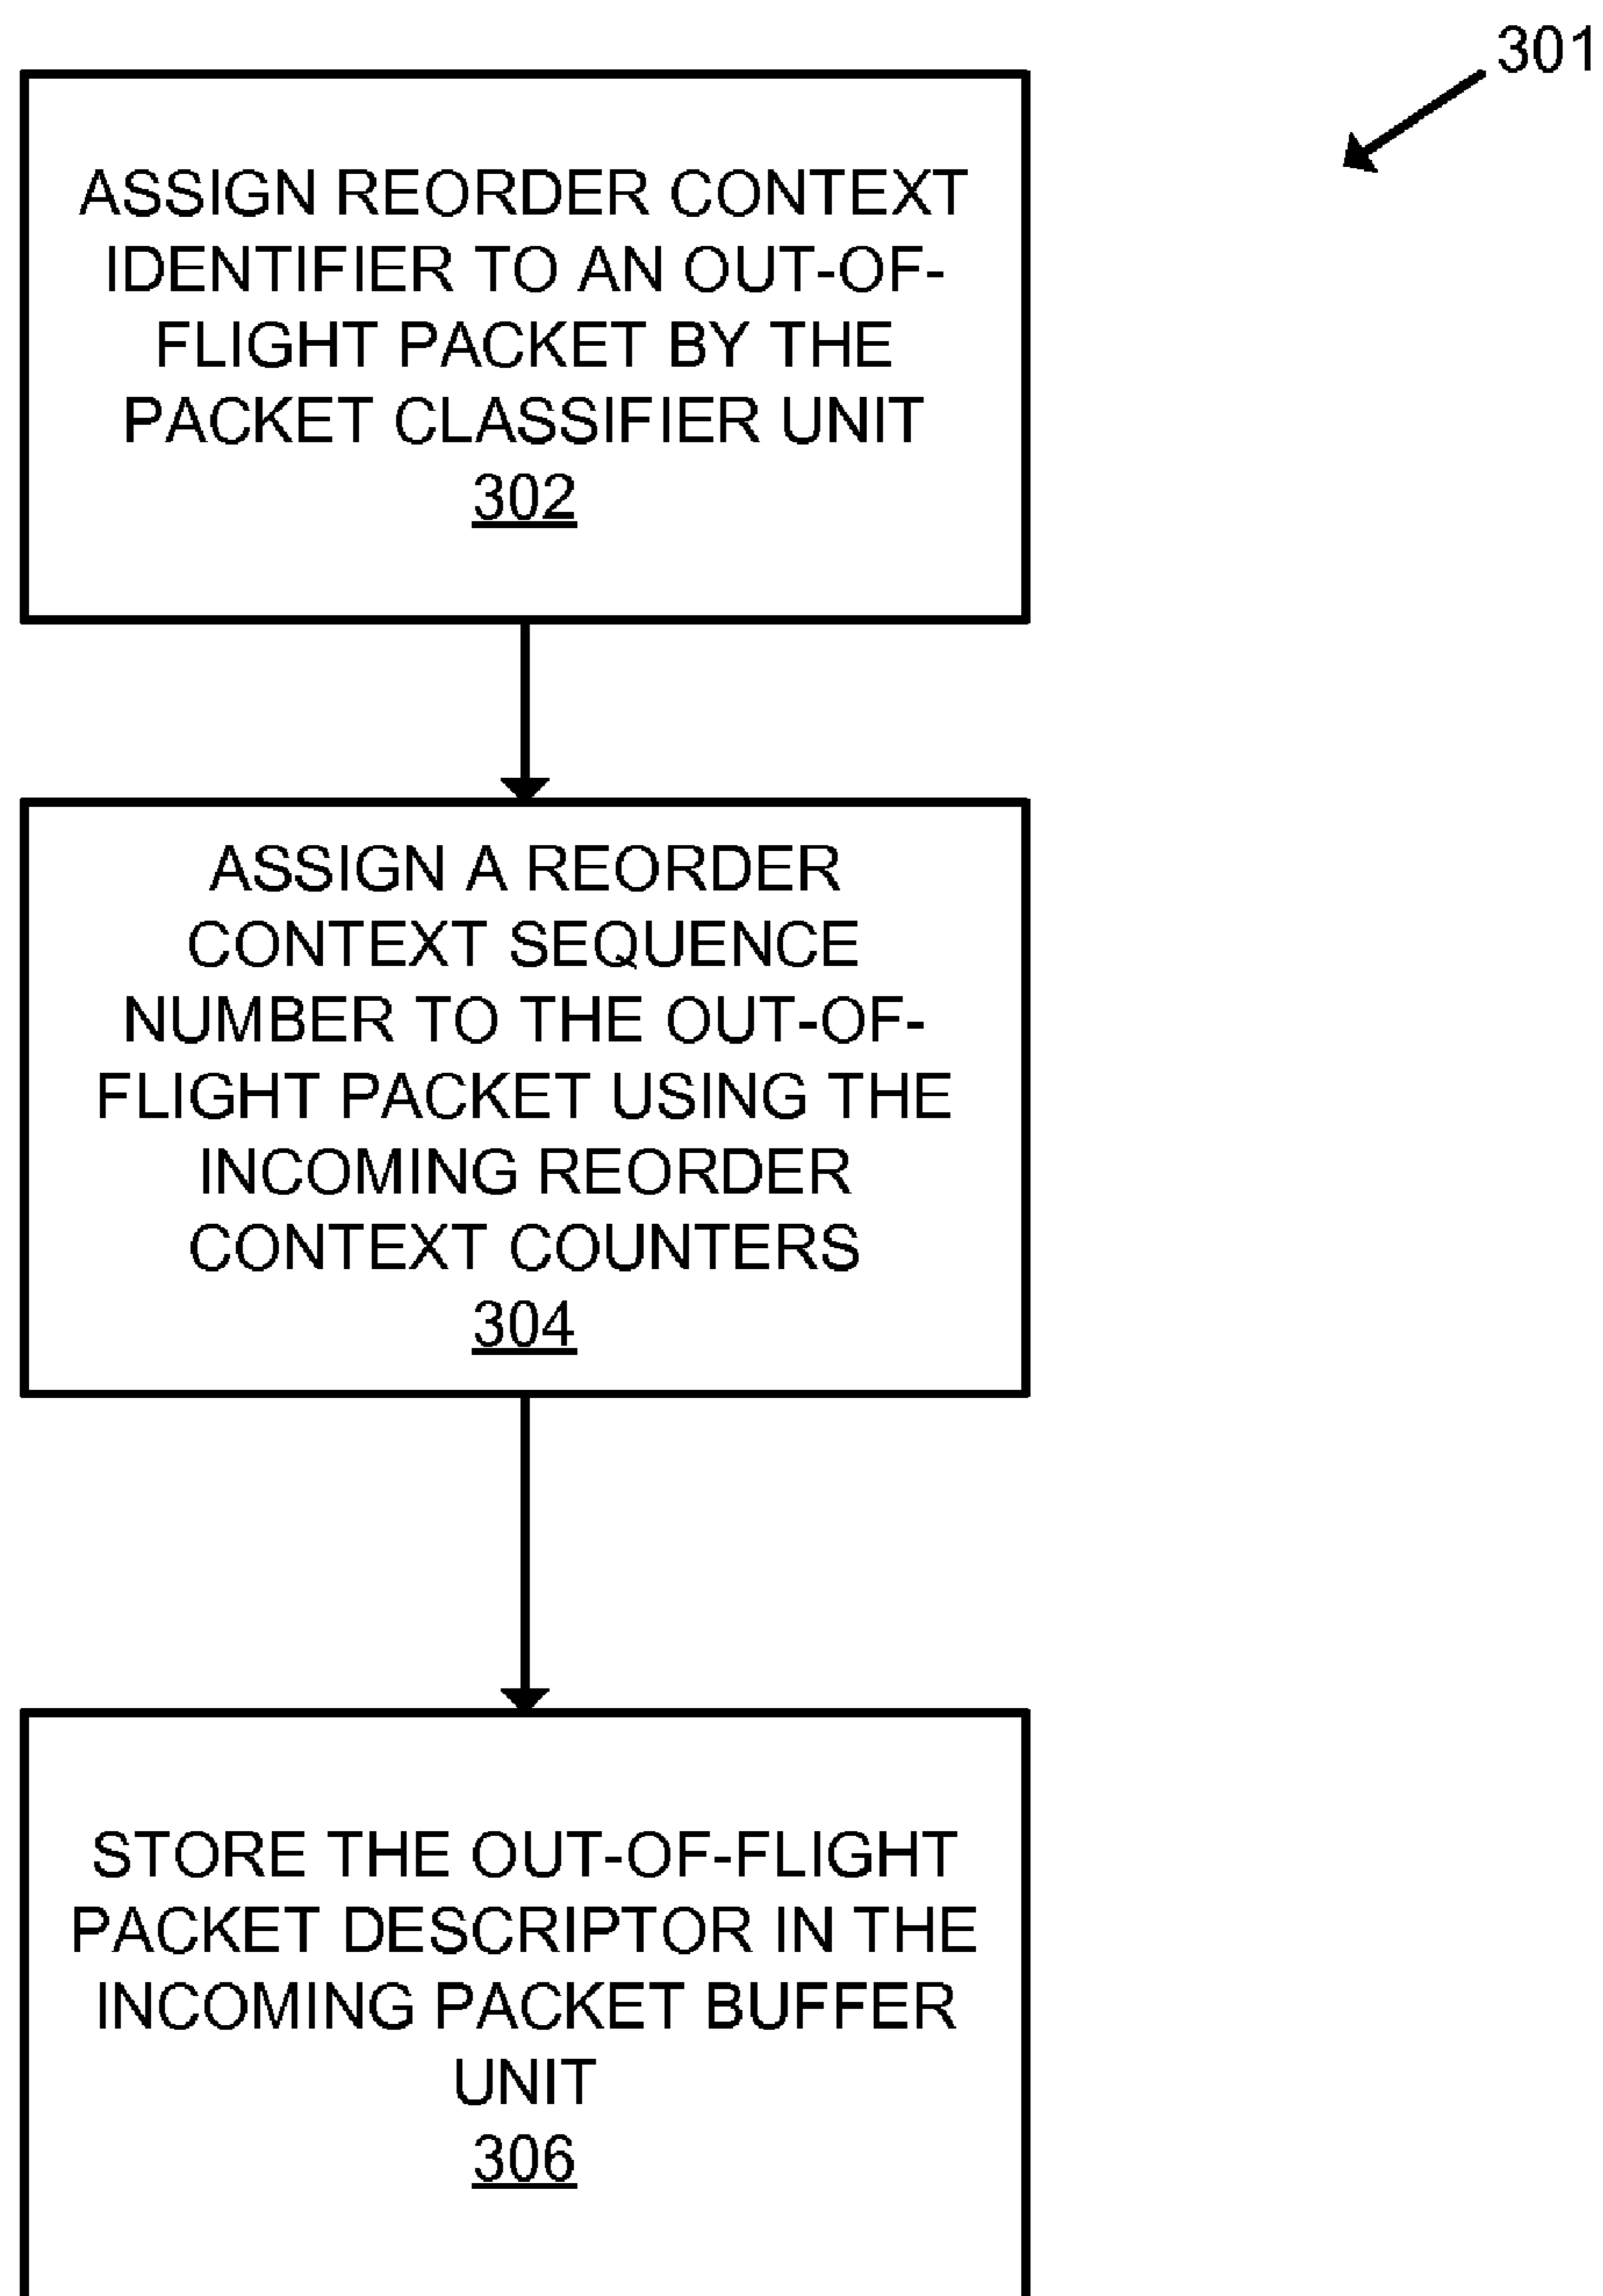 301
ASSIGN REORDER CONTEXT
IDENTIFIER TO AN OUT-OF-
FLIGHT PACKET BY THE
PACKET CLASSIFIER UNIT
302
ASSIGN A REORDER
CONTEXT SEQUENCE
NUMBER TO THE OUT-OF-
FLIGHT PACKET USING THE
INCOMING REORDER
CONTEXT COUNTERS
304
STORE THE OUT-OF-FLIGHT
PACKET DESCRIPTOR IN THE
INCOMING PACKET BUFFER
UNIT
306